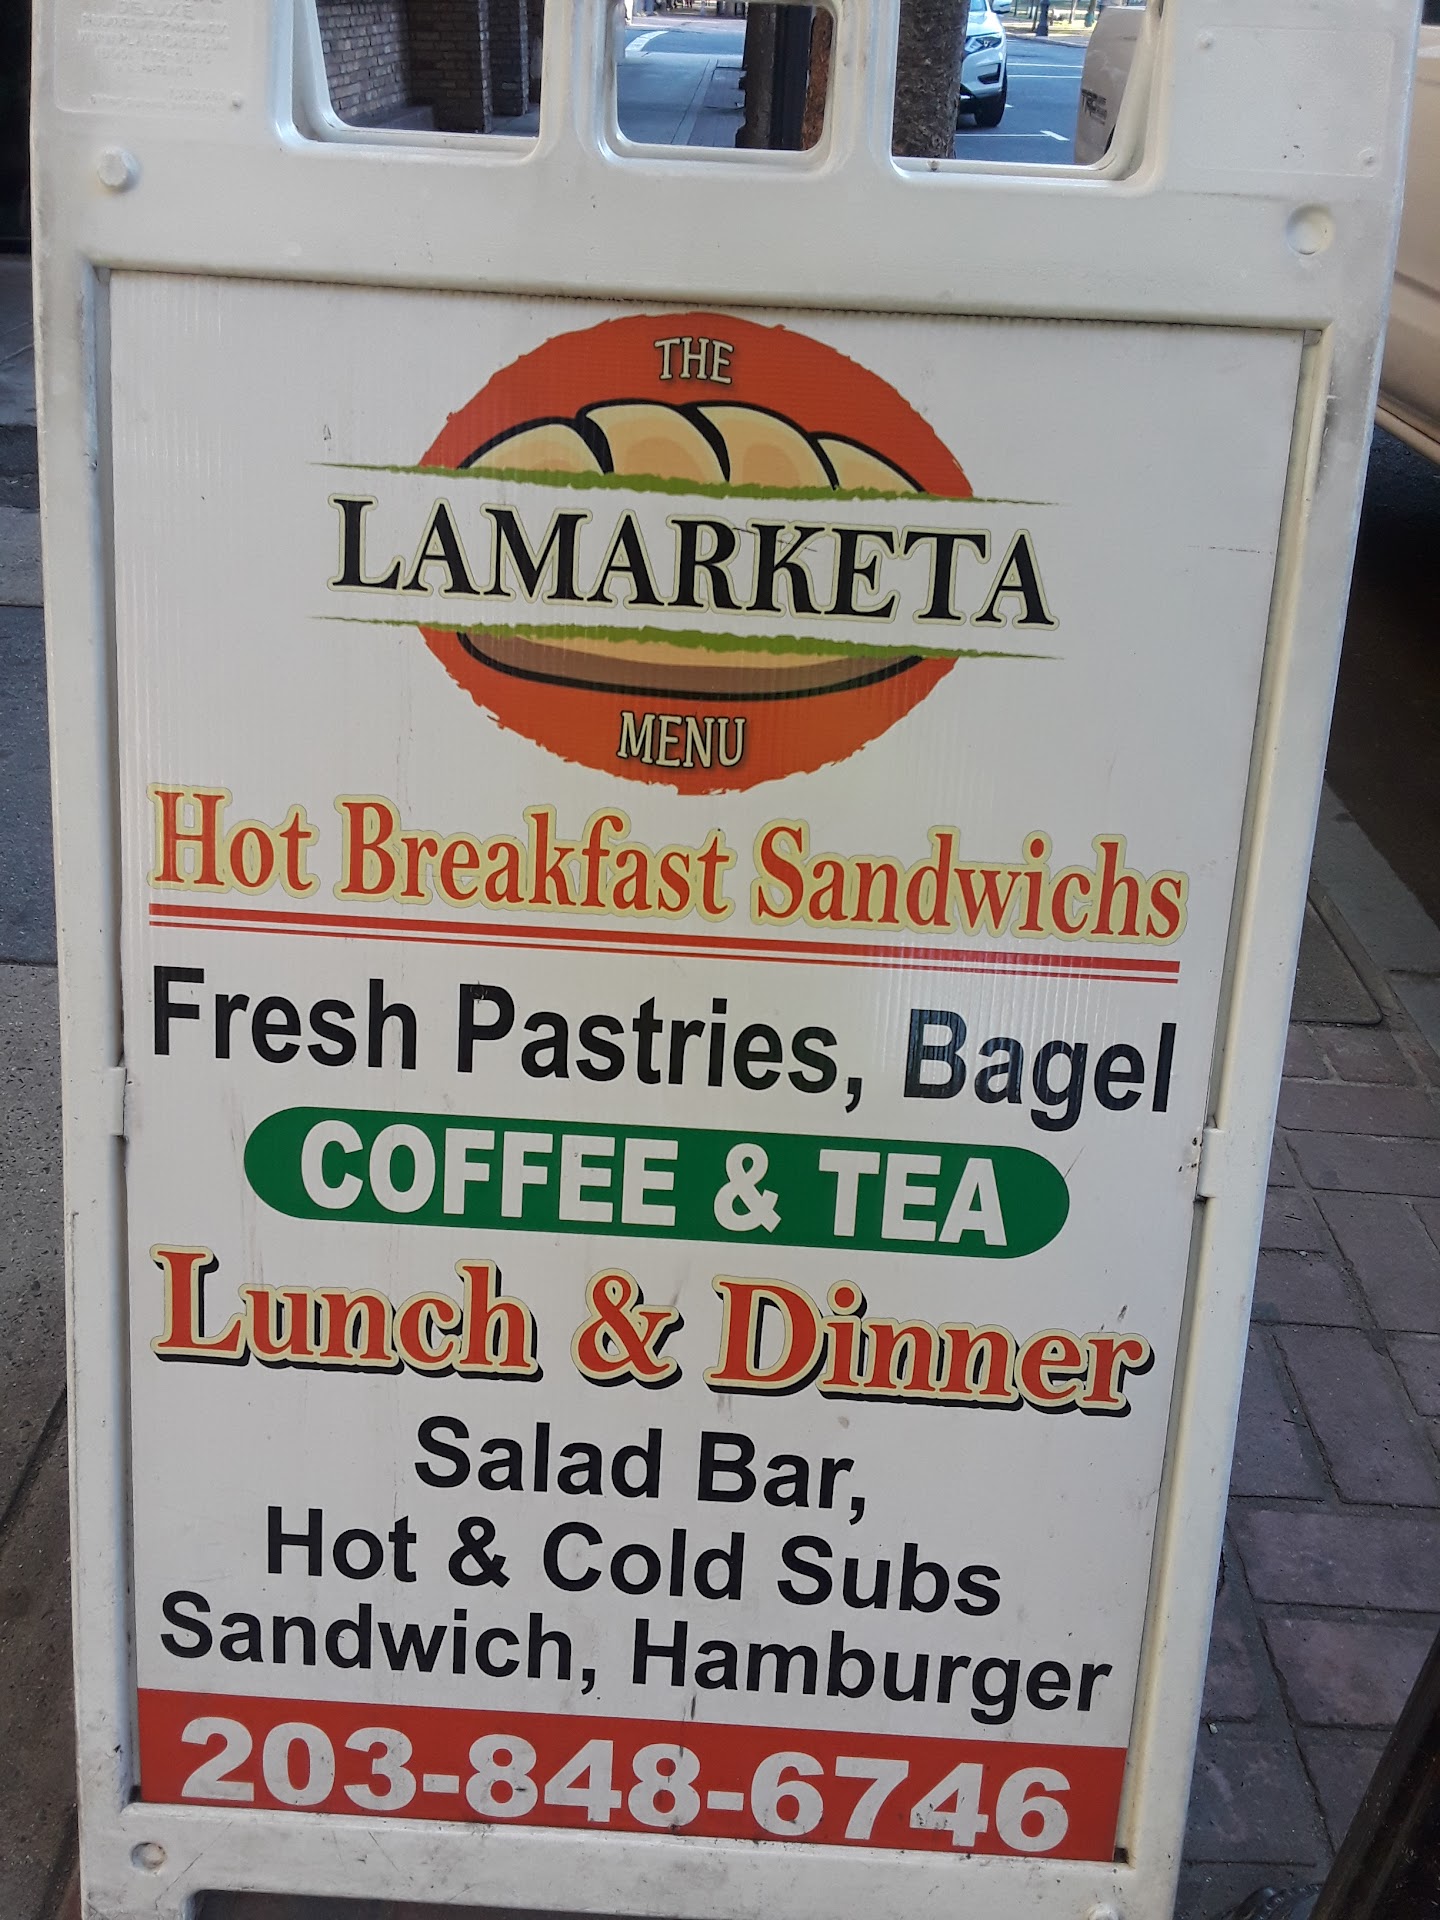 THE
LAMARKETA
MENU
Hot Breakfast Sandwichs
Fresh Pastries, Bagel
COFFEE & TEA
Lunch & Dinner
Salad Bar,
Hot & Cold Subs
Sandwich, Hamburger
203-848-6746